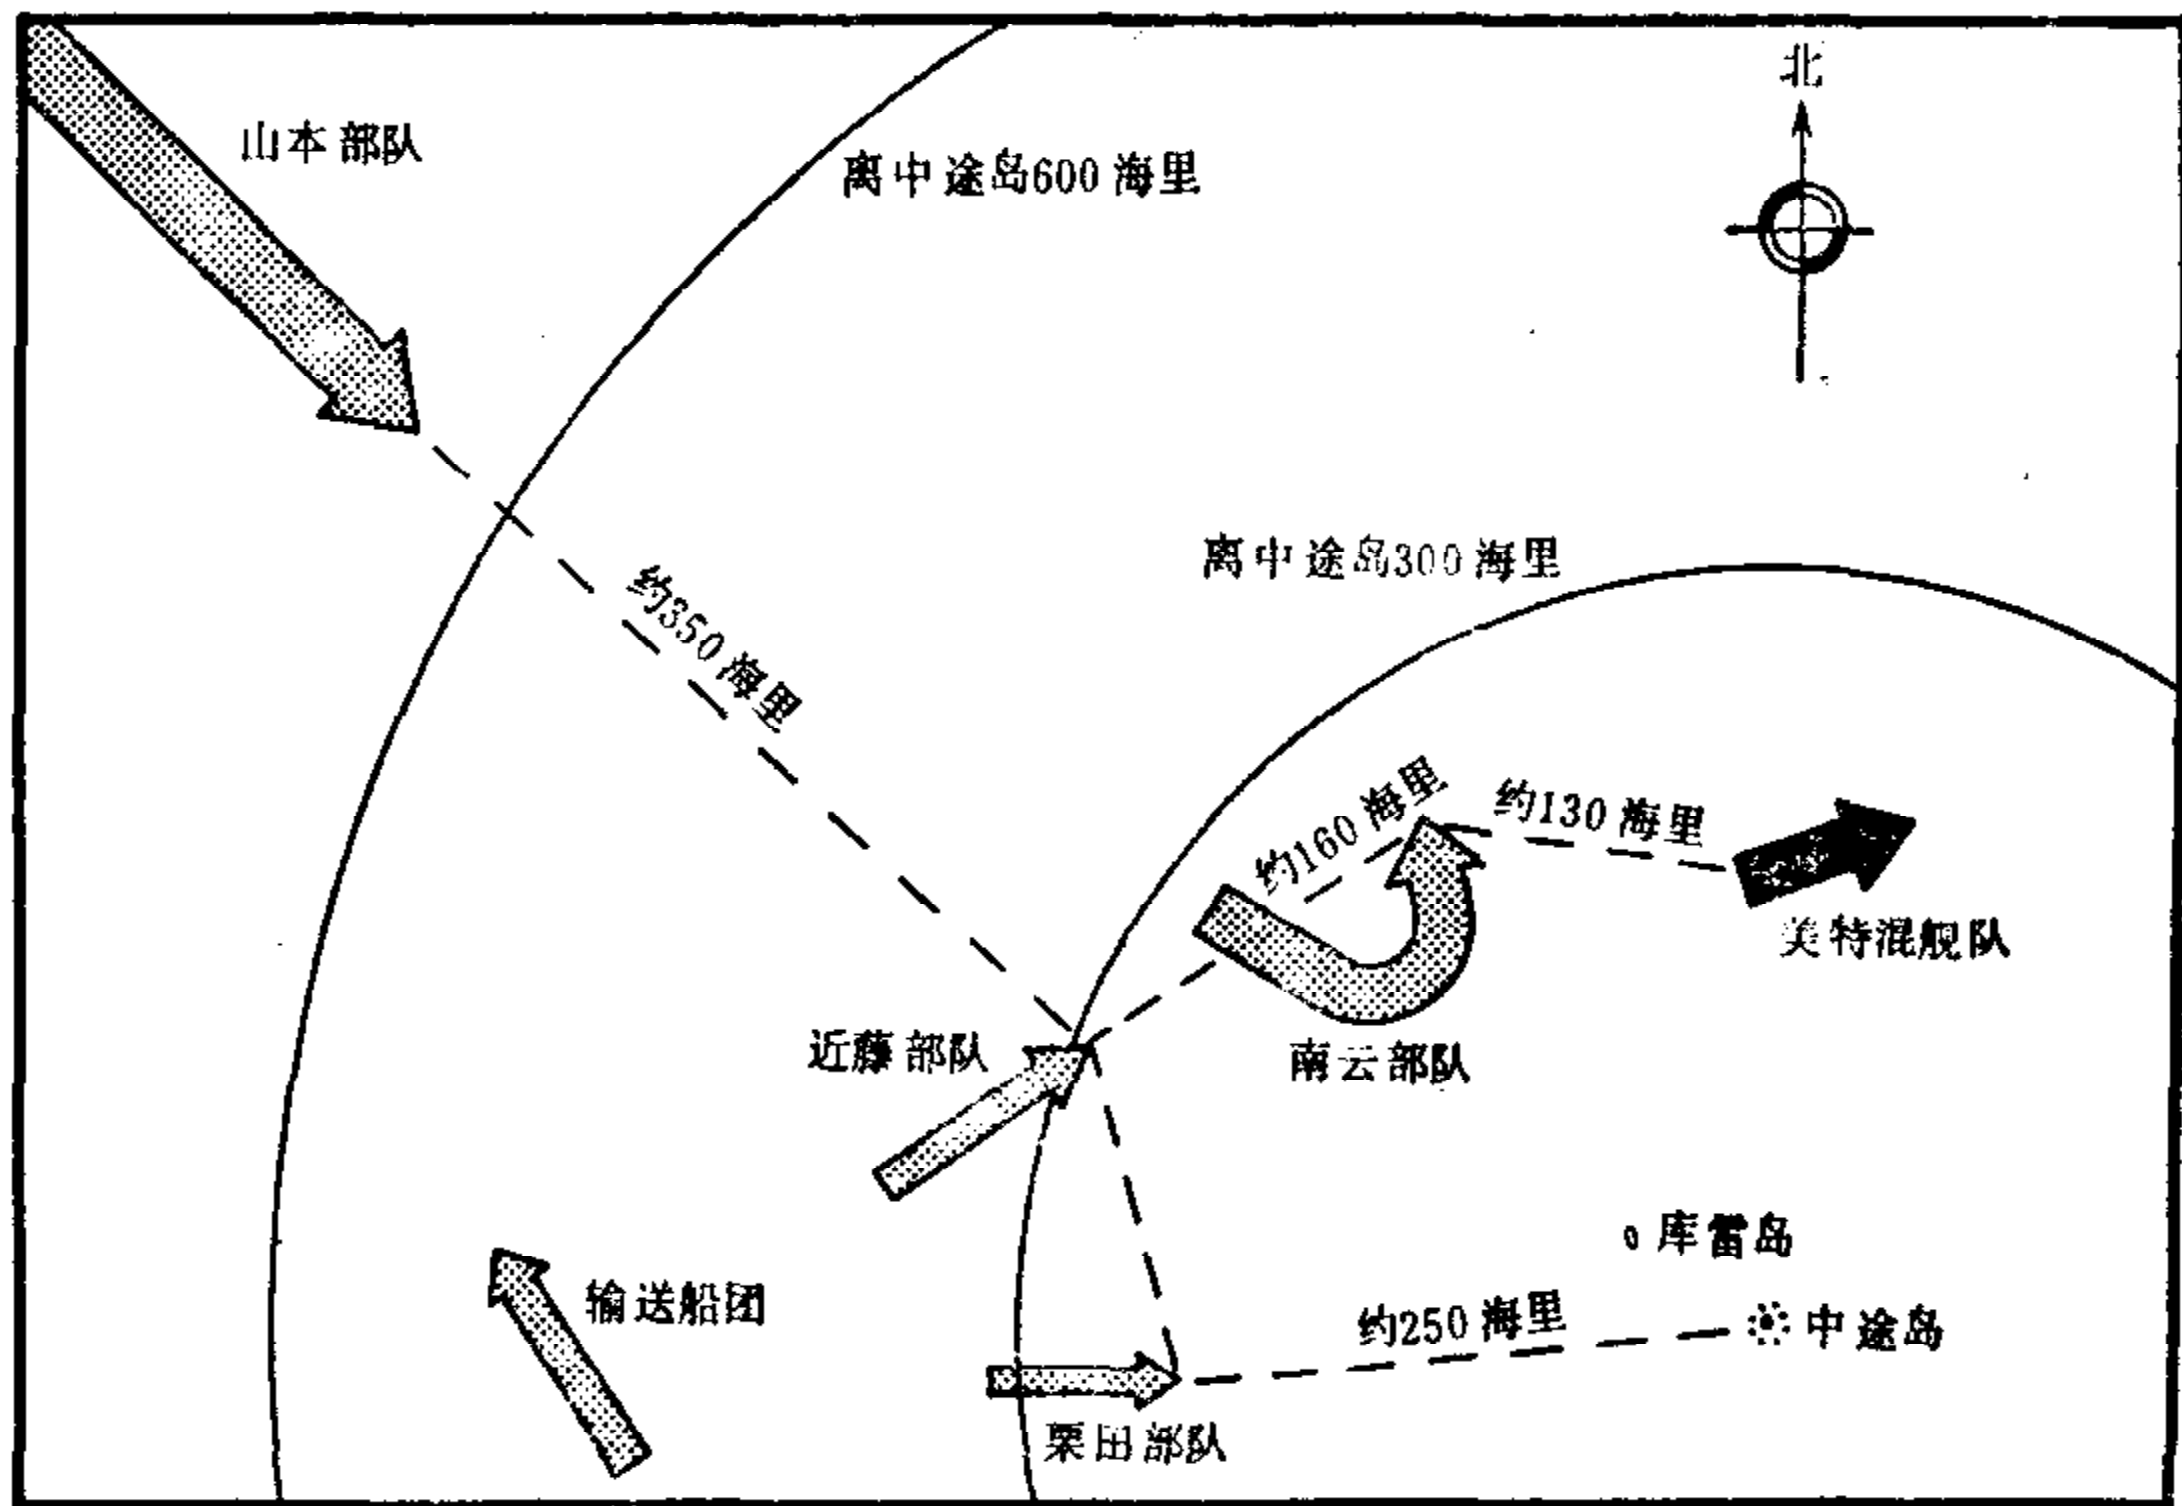 北
山本部队
离中途岛600海里
离中途岛300海里
约350海里
约160海里
约130海里
美特混舰队
近藤部队
南云部队
库雷岛
输送船团
约250海里
中途岛
栗田部队